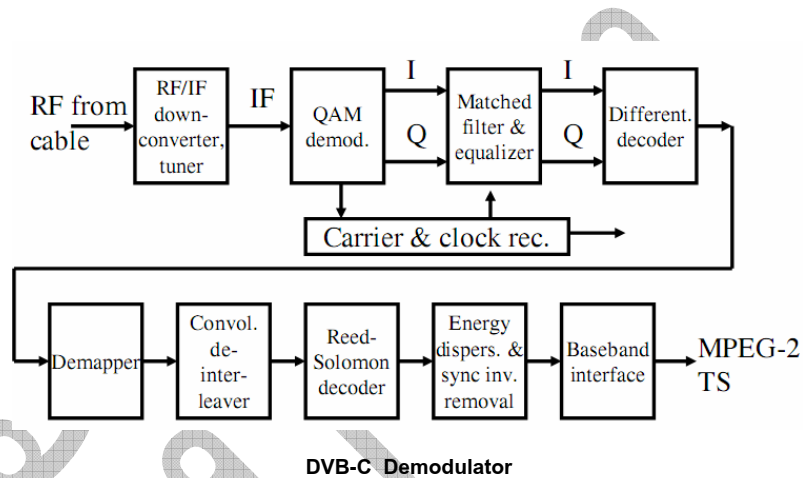 RF from
cable
RF/IF
down-
converter,
tuner
IF
QAM
demod.
I
Q
Matched
filter &
equalizer
I
Q
Different.
decoder
Carrier & clock rec.
Demapper
Convol.
de-
inter-
leaver
Reed-
Solomon
decoder
Energy
dispers. &
sync inv.
removal
Baseband
interface
MPEG-2
TS
DVB-C Demodulator